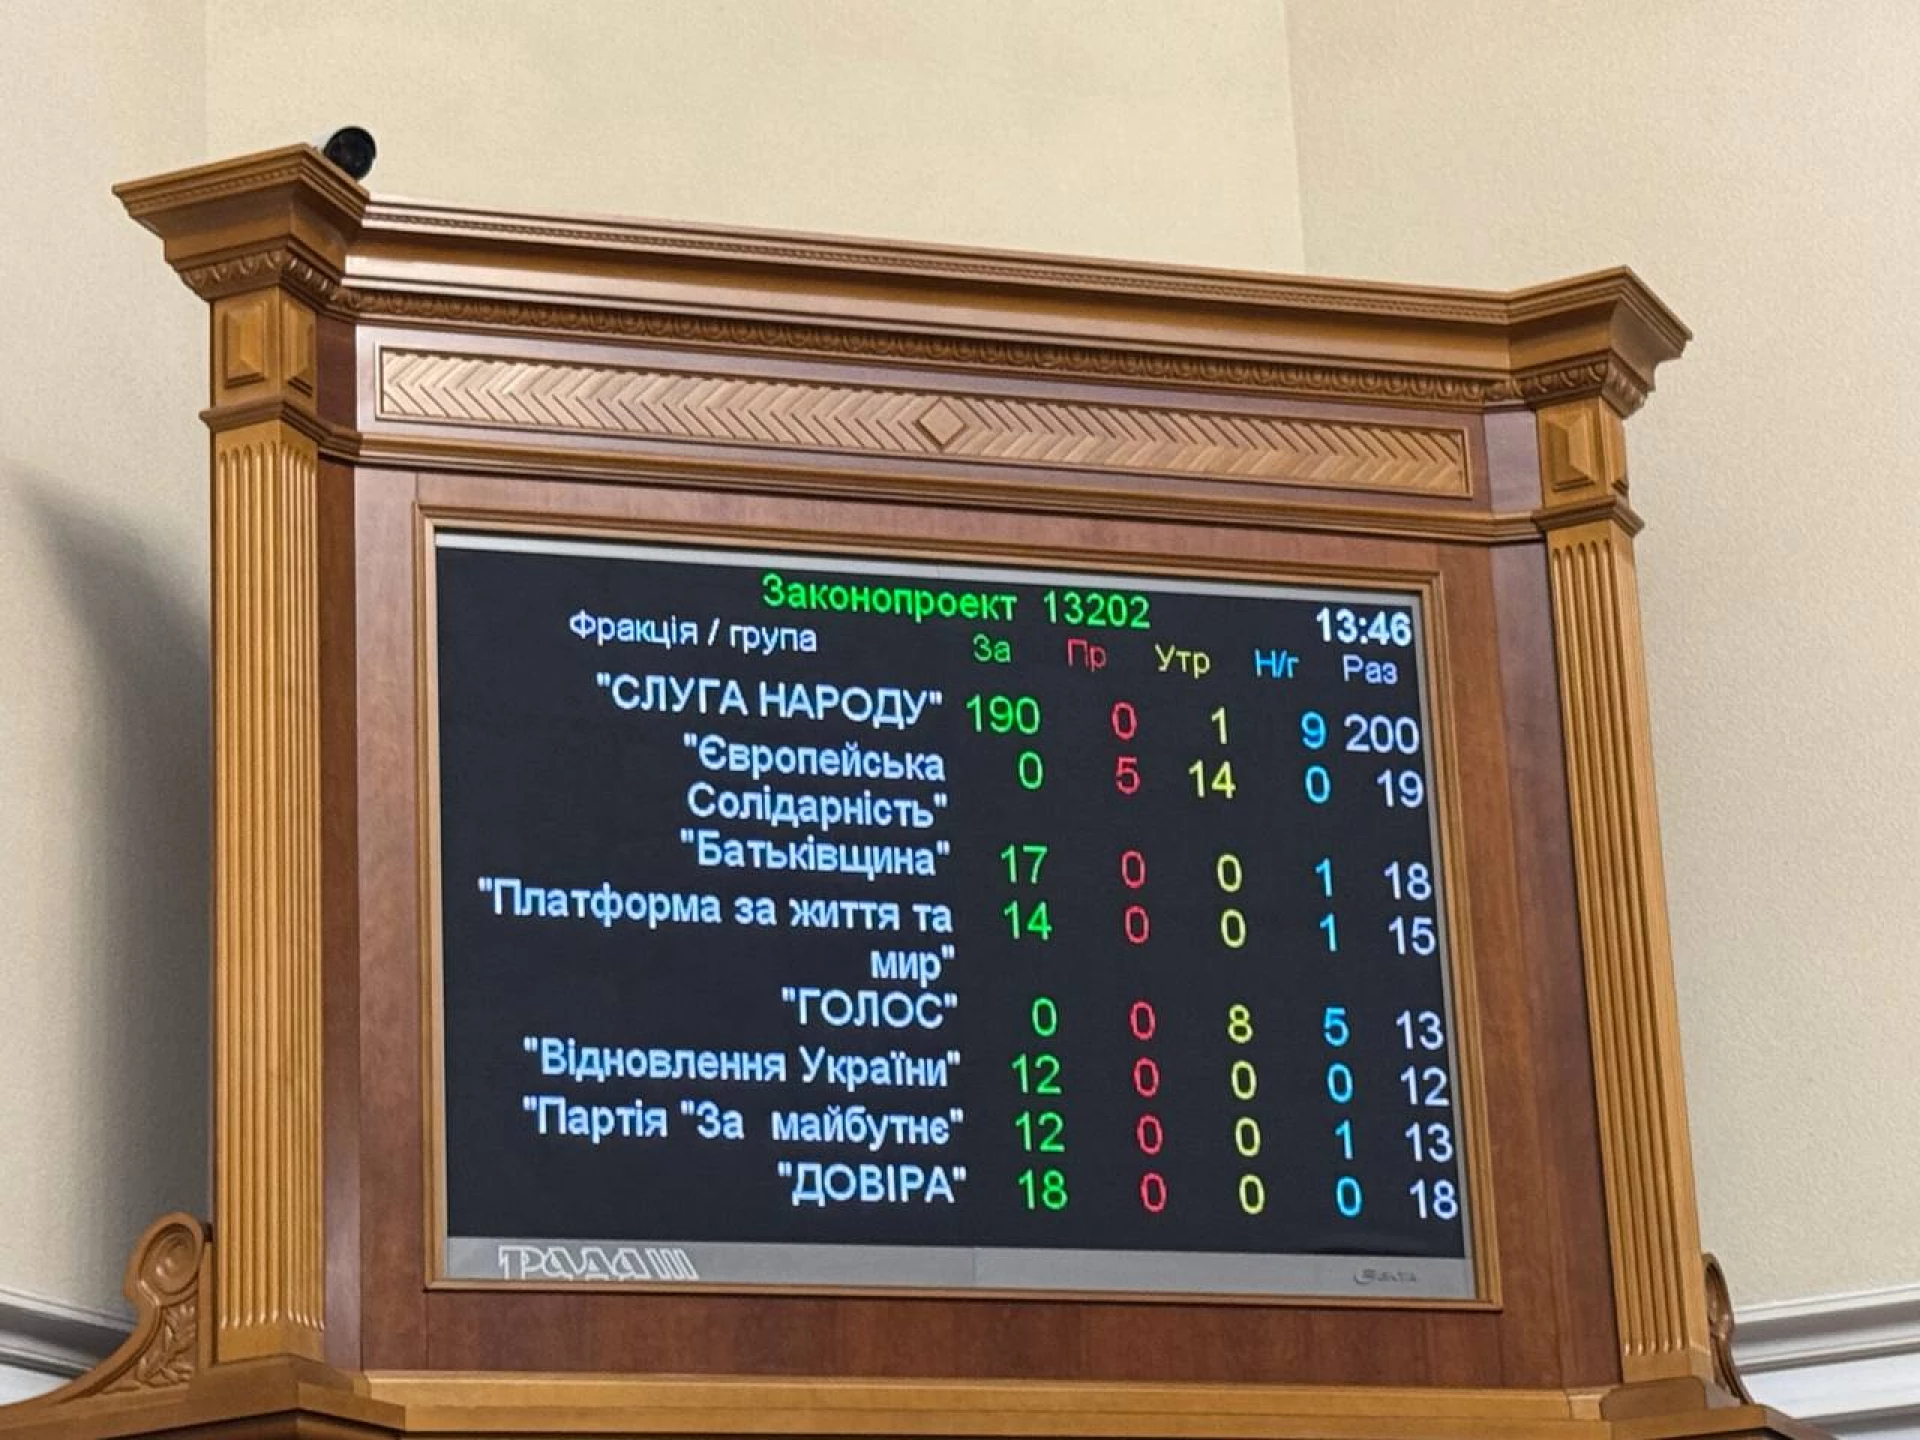 Законопроект 13202
13:46
Фракція / група За Пр Утр Н/г Раз
"СЛУГА НАРОДУ" 190 0 1 9 200
"Європейська 0 5 14 0 19
Солідарність"
"Батьківщина" 17 0 0 1 18
"Платформа за життя та 14 0 0 1 15
мир"
"ГОЛОС" 0 0 8 5 13
"Відновлення України" 12 0 0 0 12
"Партія "За майбутнє" 12 0 0 1 13
"ДОВІРА" 18 0 0 0 18